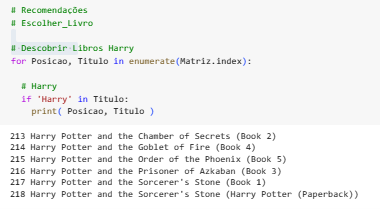 # Recomendações
# Escolher_Livro
# Descobrir Libros Harry
for Posicao, Titulo in enumerate(Matriz.index):
# Harry
if 'Harry' in Titulo:
print( Posicao, Titulo )
213 Harry Potter and the Chamber of Secrets (Book 2)
214 Harry Potter and the Goblet of Fire (Book 4)
215 Harry Potter and the Order of the Phoenix (Book 5)
216 Harry Potter and the Prisoner of Azkaban (Book 3)
217 Harry Potter and the Sorcerer's Stone (Book 1)
218 Harry Potter and the Sorcerer's Stone (Harry Potter (Paperback))